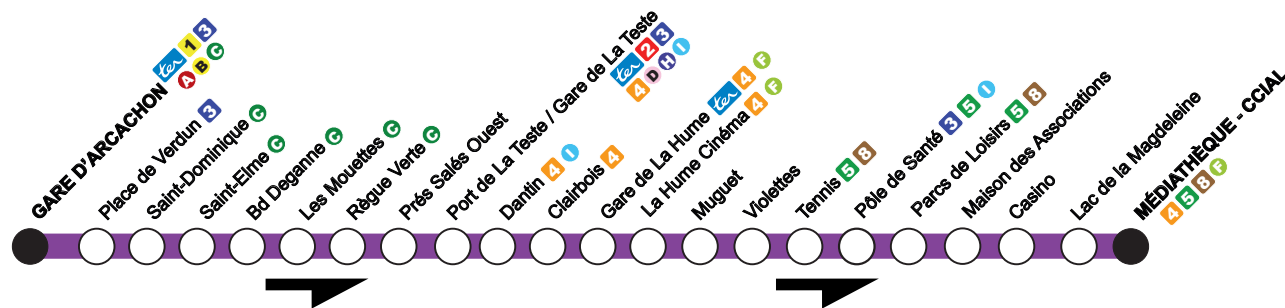 GARE D'ARCACHON ter 1 3
A B C
Place de Verdun 3
Saint-Dominique C
Saint-Elme C
Bd Deganne C
Les Mouettes C
Règue Verte C
Prés Salés Ouest
Port de La Teste / Gare de La Teste
ter 2 3
4 D H I
Dantin 4 I
Clairbois 4
Gare de La Hume ter 4 F
La Hume Cinéma 4 F
Muguet
Violettes
Tennis 5 8
Pôle de Santé 3 5 I
Parcs de Loisirs 5 8
Maison des Associations
Casino
Lac de la Magdeleine
MÉDIATHÈQUE - CCIAL
4 5 8 F